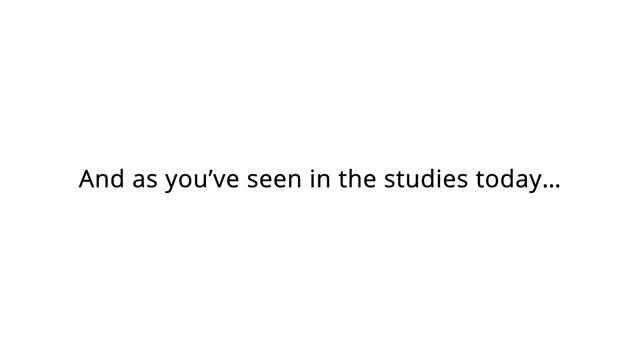 And as you’ve seen in the studies today…